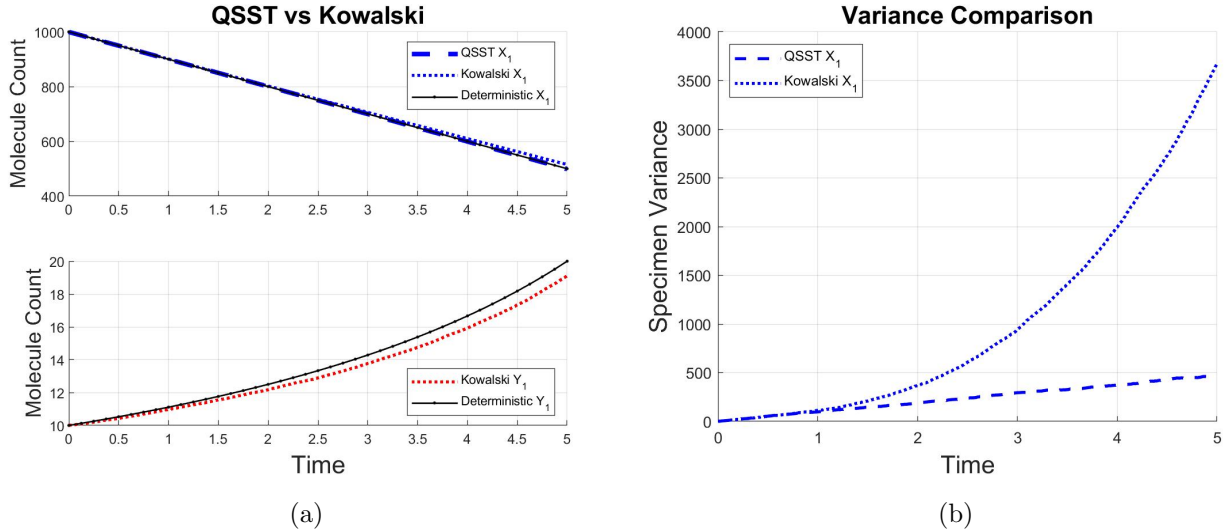 QSST vs Kowalski
1000
800
600
400
Molecule Count
QSST X₁
Kowalski X₁
Deterministic X₁
0 0.5 1 1.5 2 2.5 3 3.5 4 4.5 5
20
18
16
14
12
10
Molecule Count
Kowalski Y₁
Deterministic Y₁
0 0.5 1 1.5 2 2.5 3 3.5 4 4.5 5
Time
(a)
Variance Comparison
4000
3500
3000
2500
2000
1500
1000
500
0
Specimen Variance
QSST X₁
Kowalski X₁
0 1 2 3 4 5
Time
(b)